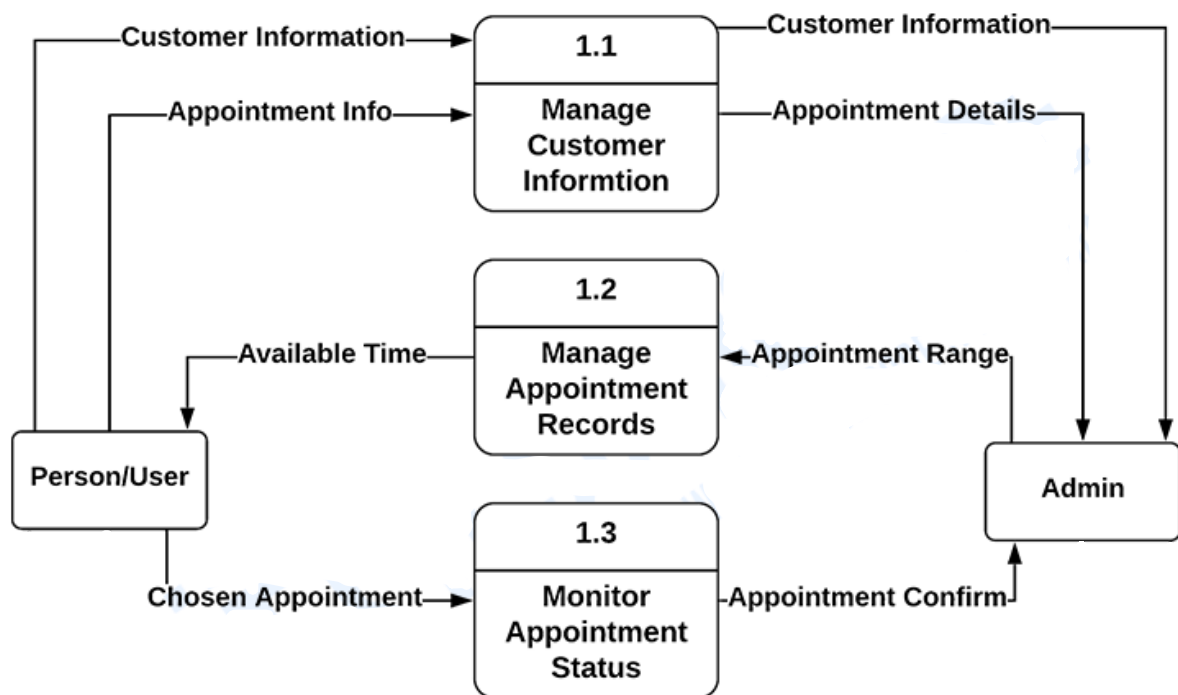 Customer Information
1.1
Customer Information
Appointment Info
Manage
Customer
Informtion
Appointment Details
1.2
Available Time
Manage
Appointment
Records
Appointment Range
Person/User
Admin
1.3
Chosen Appointment
Monitor
Appointment
Status
Appointment Confirm